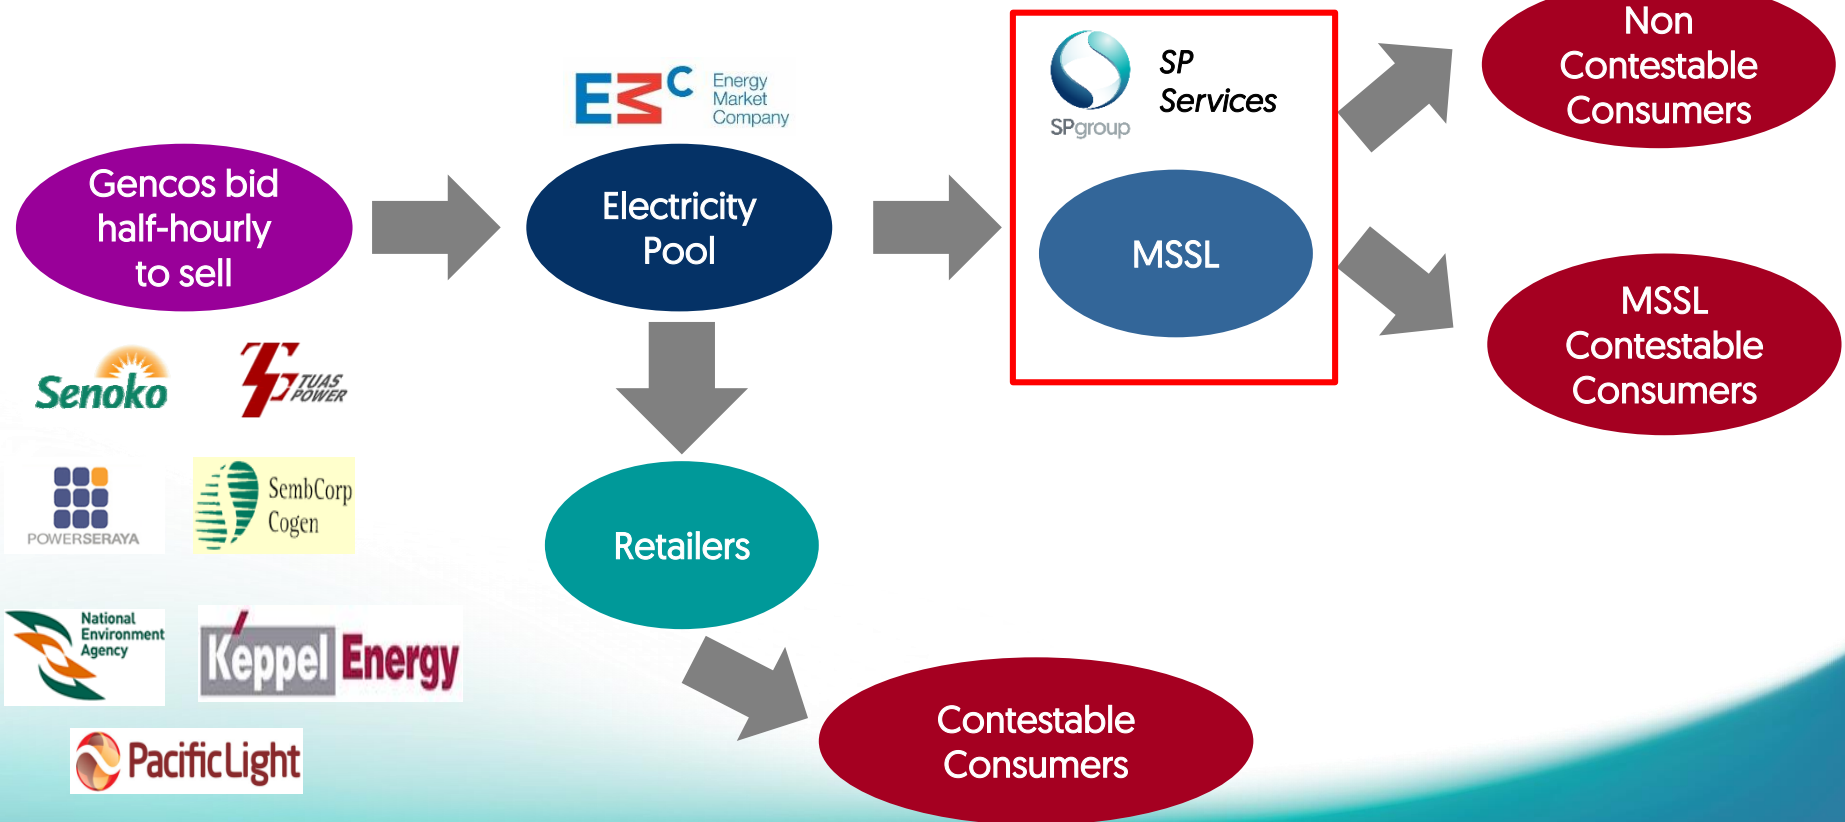 EMC Energy
Market
Company
SPgroup
SP
Services
Non
Contestable
Consumers
Gencos bid
half-hourly
to sell
Electricity
Pool
MSSL
MSSL
Contestable
Consumers
Senoko
TUAS
POWER
POWERSERAYA
SembCorp
Cogen
Retailers
National
Environment
Agency
Keppel Energy
PacificLight
Contestable
Consumers